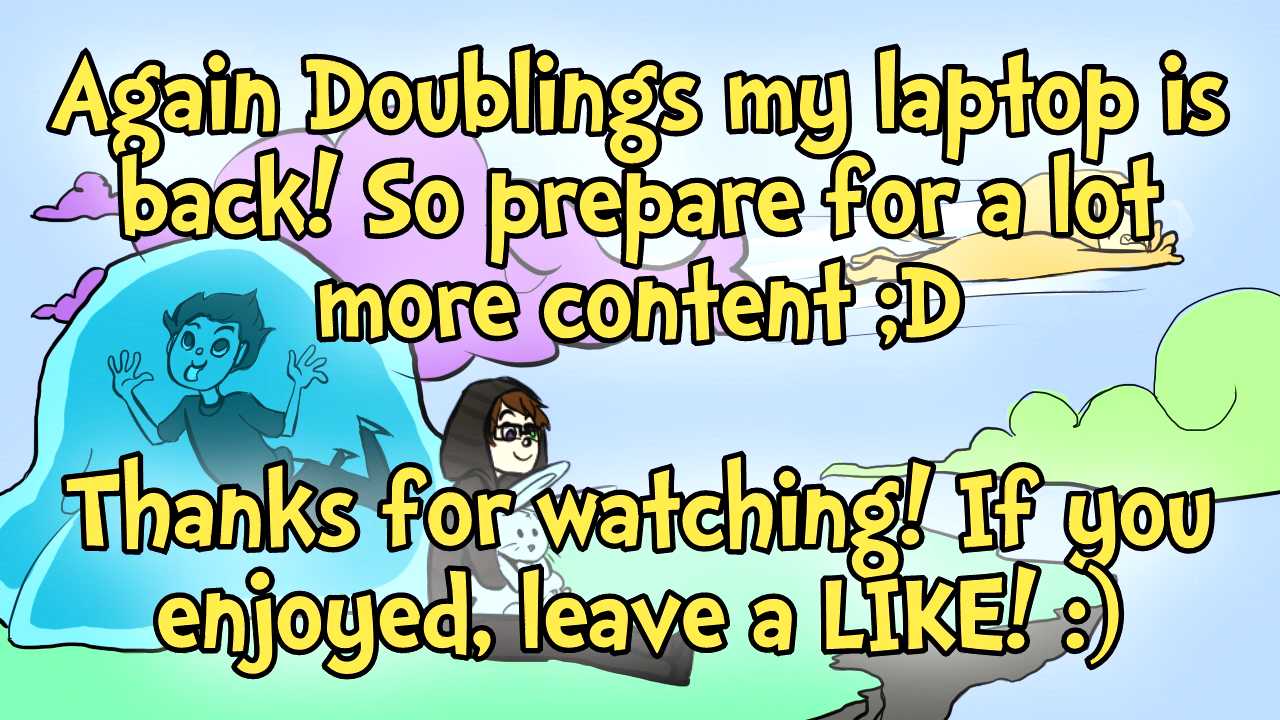 Again Doublings my laptop is
back! So prepare for a lot
more content ;D
Thanks for watching! If you
enjoyed, leave a LIKE! :)